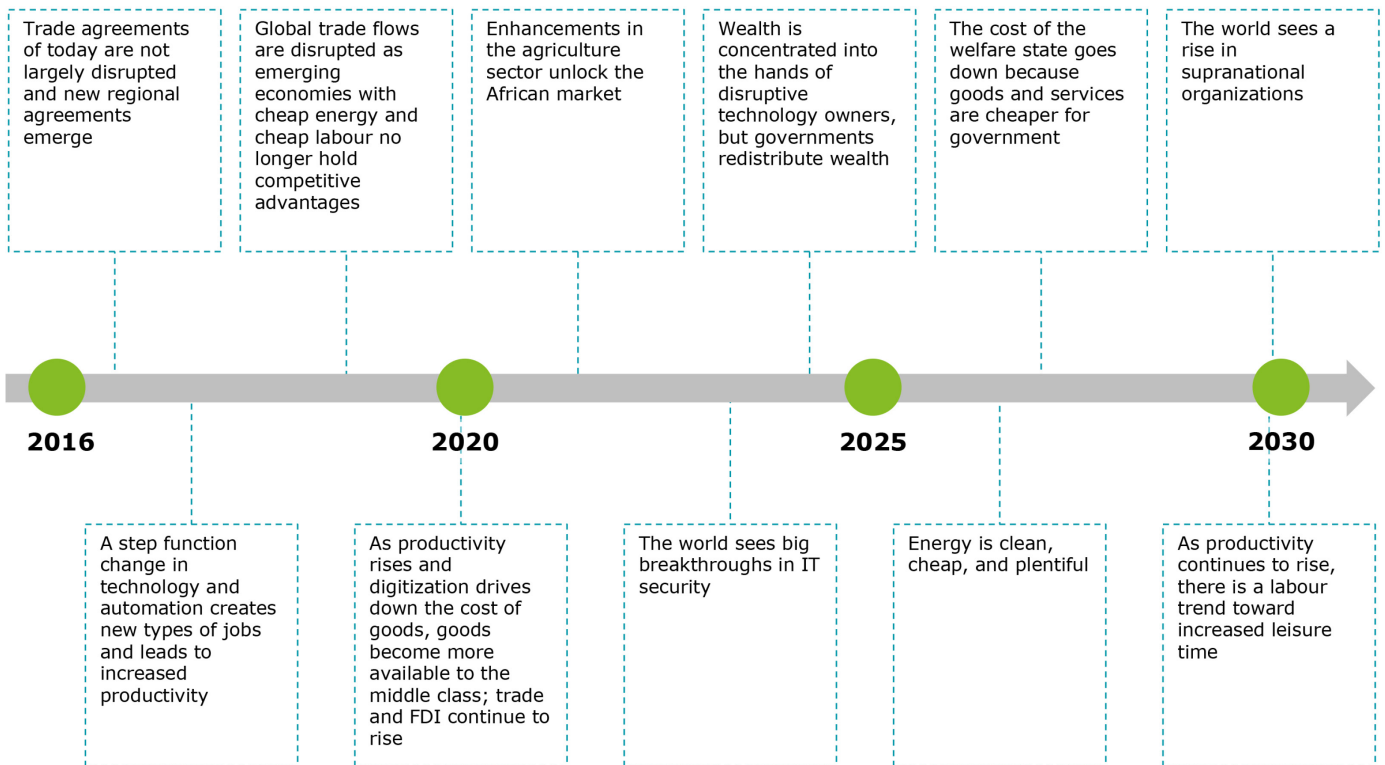 Trade agreements
of today are not
largely disrupted
and new regional
agreements
emerge
Global trade flows
are disrupted as
emerging
economies with
cheap energy and
cheap labour no
longer hold
competitive
advantages
Enhancements in
the agriculture
sector unlock the
African market
Wealth is
concentrated into
the hands of
disruptive
technology owners,
but governments
redistribute wealth
The cost of the
welfare state goes
down because
goods and services
are cheaper for
government
The world sees a
rise in
supranational
organizations
2016
2020
2025
2030
A step function
change in
technology and
automation creates
new types of jobs
and leads to
increased
productivity
As productivity
rises and
digitization drives
down the cost of
goods, goods
become more
available to the
middle class; trade
and FDI continue to
rise
The world sees big
breakthroughs in IT
security
Energy is clean,
cheap, and plentiful
As productivity
continues to rise,
there is a labour
trend toward
increased leisure
time